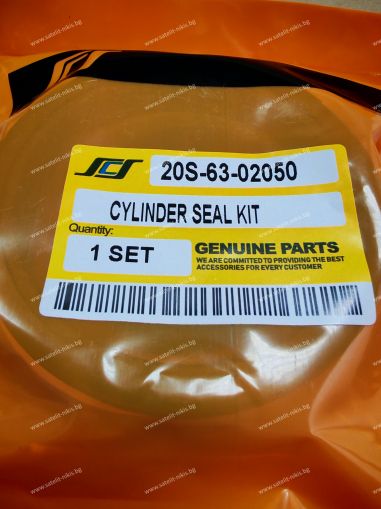 SCS
20S-63-02050
CYLINDER SEAL KIT
Quantity:
1 SET
GENUINE PARTS
WE ARE COMMITTED TO PROVIDING THE BEST
ACCESSORIES FOR EVERY CUSTOMER
www.satelit-nikis.bg